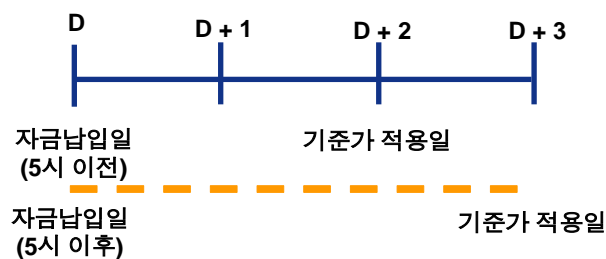 D D + 1 D + 2 D + 3
자금납입일 기준가 적용일
(5시 이전)
자금납입일 기준가 적용일
(5시 이후)